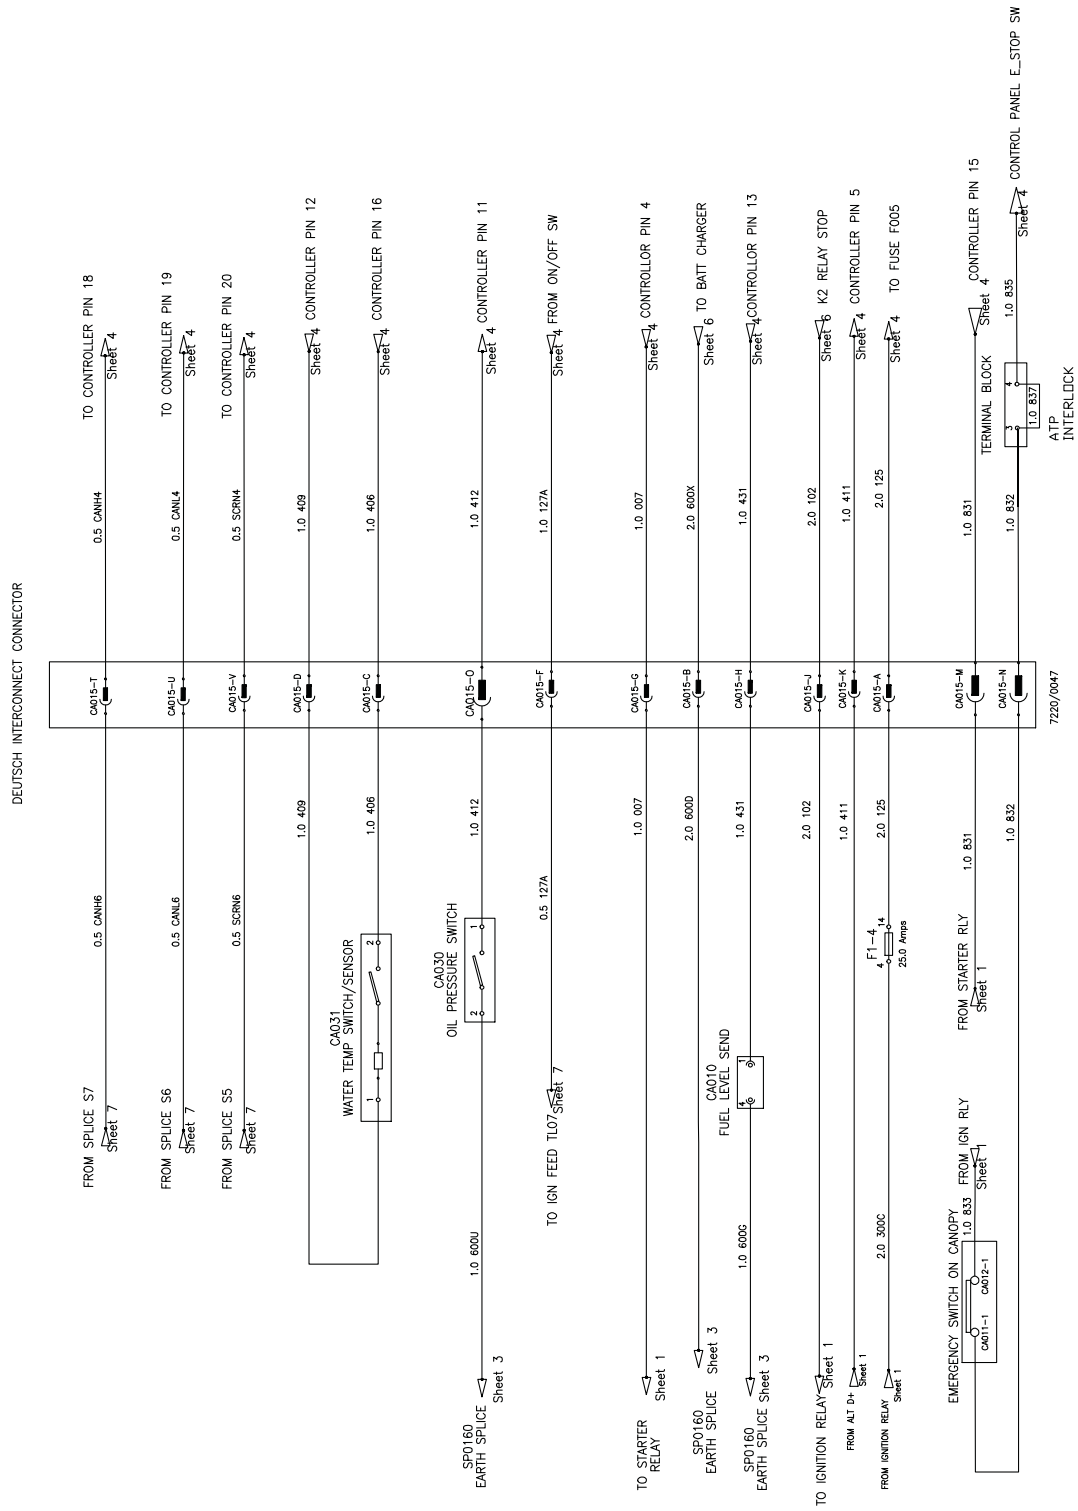 DEUTSCH INTERCONNECT CONNECTOR
FROM SPLICE S7
Sheet 7
0.5 CANH6
CA015-T
0.5 CANH4
Sheet 4
TO CONTROLLER PIN 18
FROM SPLICE S6
Sheet 7
0.5 CANL6
CA015-U
0.5 CANL4
Sheet 4
TO CONTROLLER PIN 19
FROM SPLICE S5
Sheet 7
0.5 SCRN6
CA015-V
0.5 SCRN4
Sheet 4
TO CONTROLLER PIN 20
1.0 409
CA015-D
1.0 409
Sheet 4
CONTROLLER PIN 12
CA031
WATER TEMP SWITCH/SENSOR
1
2
1.0 406
CA015-C
1.0 406
Sheet 4
CONTROLLER PIN 16
SP0160
EARTH SPLICE
Sheet 3
1.0 600U
CA030
OIL PRESSURE SWITCH
2
1
1.0 412
CA015-O
1.0 412
Sheet 4
CONTROLLER PIN 11
TO IGN FEED TL07
Sheet 7
0.5 127A
CA015-F
1.0 127A
Sheet 4
FROM ON/OFF SW
TO STARTER
RELAY
Sheet 1
1.0 007
CA015-G
1.0 007
Sheet 4
CONTROLLOR PIN 4
SP0160
EARTH SPLICE
Sheet 3
2.0 600D
CA015-B
2.0 600X
Sheet 6
TO BATT CHARGER
SP0160
EARTH SPLICE
Sheet 3
1.0 600G
CA010
FUEL LEVEL SEND
4
1
1.0 431
CA015-H
1.0 431
Sheet 4
CONTROLLOR PIN 13
TO IGNITION RELAY
Sheet 1
2.0 102
CA015-J
2.0 102
Sheet 6
K2 RELAY STOP
FROM ALT D+
Sheet 1
1.0 411
CA015-K
1.0 411
Sheet 4
CONTROLLER PIN 5
FROM IGNITION RELAY
Sheet 1
2.0 300C
F1-4
4
14
25.0 Amps
2.0 125
CA015-A
2.0 125
Sheet 4
TO FUSE F005
EMERGENCY SWITCH ON CANOPY
CA011-1
CA012-1
1.0 833
FROM IGN RLY
Sheet 1
FROM STARTER RLY
Sheet 1
1.0 831
CA015-M
1.0 831
Sheet 4
CONTROLLER PIN 15
1.0 832
CA015-N
1.0 832
TERMINAL BLOCK
3
4
1.0 837
ATP
INTERLOCK
1.0 835
Sheet 4
CONTROL PANEL E_STOP SW
7220/0047